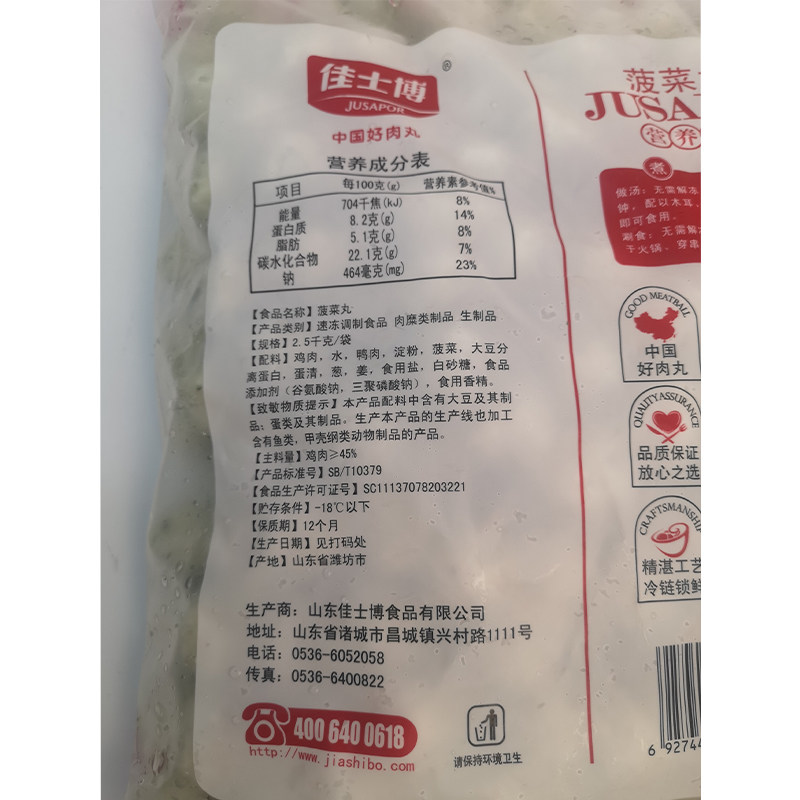 佳士博
®
JUSAPOR
中国好肉丸
营养成分表
项目 每100克(g) 营养素参考值%
能量 704千焦(kJ) 8%
蛋白质 8.2克(g) 14%
脂肪 5.1克(g) 8%
碳水化合物 22.1克(g) 7%
钠 464毫克(mg) 23%
【食品名称】菠菜丸
【产品类别】速冻调制食品 肉糜类制品 生制品
【规格】2.5千克/袋
【配料】鸡肉，水，鸭肉，淀粉，菠菜，大豆分
离蛋白，蛋清，葱，姜，食用盐，白砂糖，食品
添加剂（谷氨酸钠，三聚磷酸钠），食用香精。
【致敏物质提示】本产品配料中含有大豆及其制
品；蛋类及其制品。生产本产品的生产线也加工
含有鱼类，甲壳纲类动物制品的产品。
【主料量】鸡肉≥45%
【产品标准号】SB/T10379
【食品生产许可证号】SC11137078203221
【贮存条件】-18℃以下
【保质期】12个月
【生产日期】见打码处
【产地】山东省潍坊市
生产商：山东佳士博食品有限公司
地址：山东省诸城市昌城镇兴村路1111号
电话：0536-6052058
传真：0536-6400822
400 640 0618
http://www.jiashibo.com
请保持环境卫生
菠菜
JUSA
营养
煮
做汤：无需解冻
钟，配以木耳、
即可食用。
涮食：无需解
于火锅、穿串
GOOD MEATBALL
中国
好肉丸
QUALITY ASSURANCE
品质保证
放心之选
CRAFTSMANSHIP
精湛工艺
冷链锁鲜
6 92744